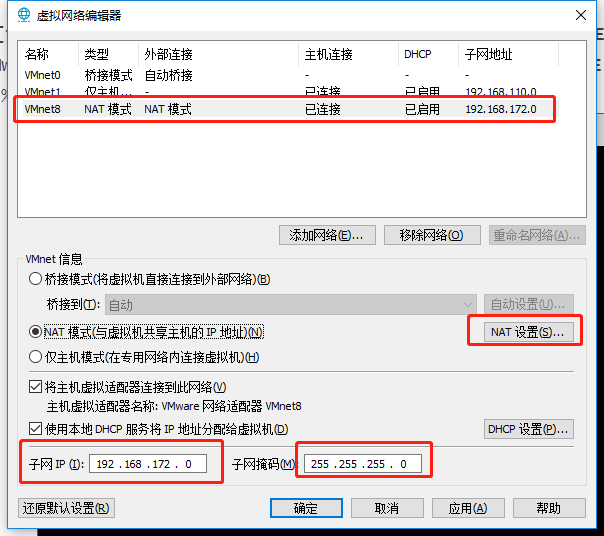 虚拟网络编辑器
名称 类型 外部连接 主机连接 DHCP 子网地址
VMnet0 桥接模式 自动桥接 - - -
VMnet1 仅主机... - 已连接 已启用 192.168.110.0
VMnet8 NAT 模式 NAT 模式 已连接 已启用 192.168.172.0
添加网络(E)... 移除网络(O) 重命名网络(A)...
VMnet 信息
桥接模式(将虚拟机直接连接到外部网络)(B)
桥接到(T): 自动 自动设置(U)...
NAT 模式(与虚拟机共享主机的 IP 地址)(N) NAT 设置(S)...
仅主机模式(在专用网络内连接虚拟机)(H)
将主机虚拟适配器连接到此网络(V)
主机虚拟适配器名称: VMware 网络适配器 VMnet8
使用本地 DHCP 服务将 IP 地址分配给虚拟机(D) DHCP 设置(P)...
子网 IP (I): 192 . 168 . 172 . 0 子网掩码(M): 255 . 255 . 255 . 0
还原默认设置(R) 确定 取消 应用(A) 帮助